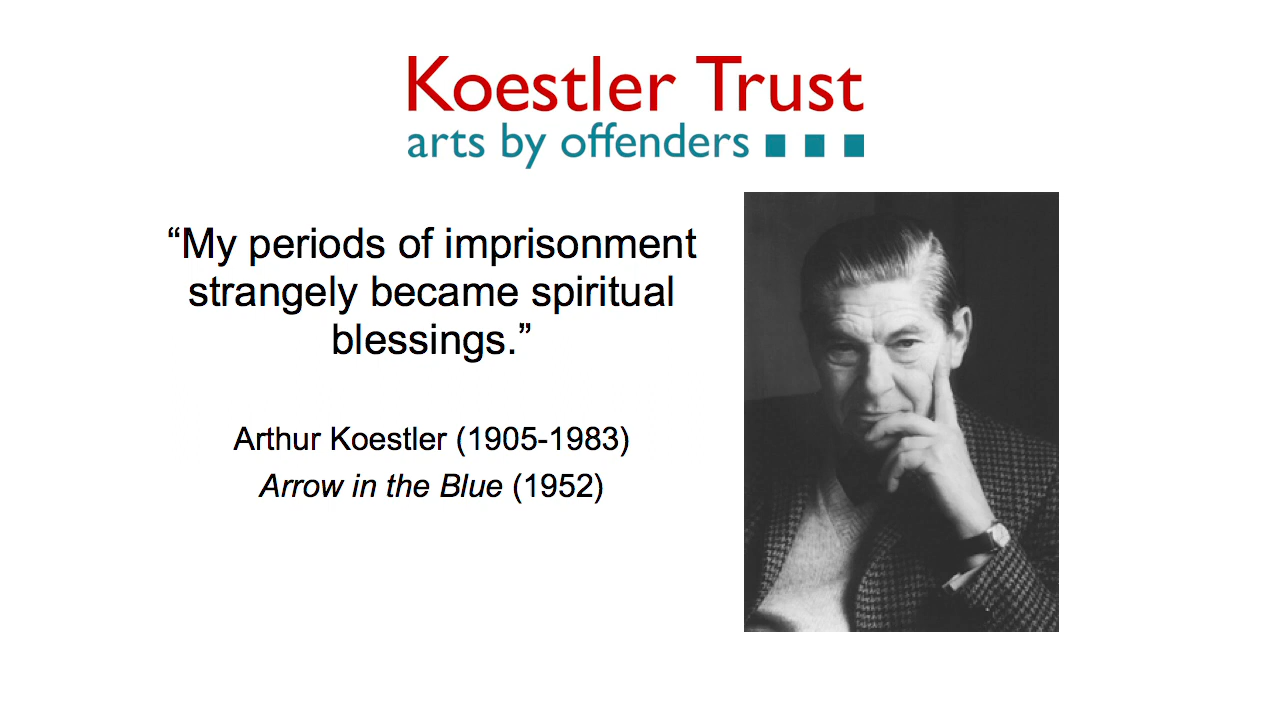 Koestler Trust
arts by offenders
“My periods of imprisonment
strangely became spiritual
blessings.”
Arthur Koestler (1905-1983)
Arrow in the Blue (1952)